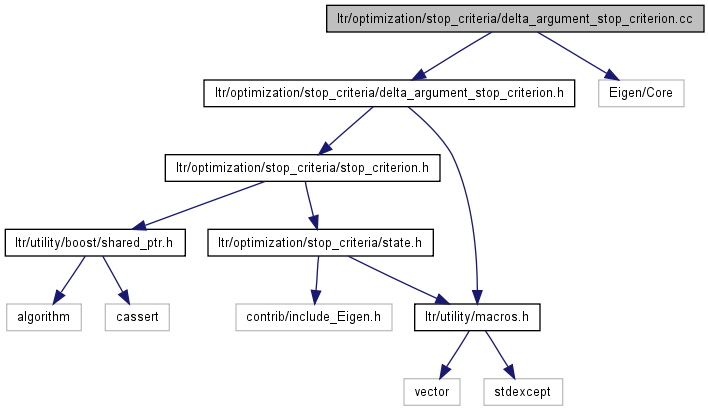 ltr/optimization/stop_criteria/delta_argument_stop_criterion.cc
ltr/optimization/stop_criteria/delta_argument_stop_criterion.h
Eigen/Core
ltr/optimization/stop_criteria/stop_criterion.h
ltr/utility/boost/shared_ptr.h
ltr/optimization/stop_criteria/state.h
algorithm
cassert
contrib/include_Eigen.h
ltr/utility/macros.h
vector
stdexcept